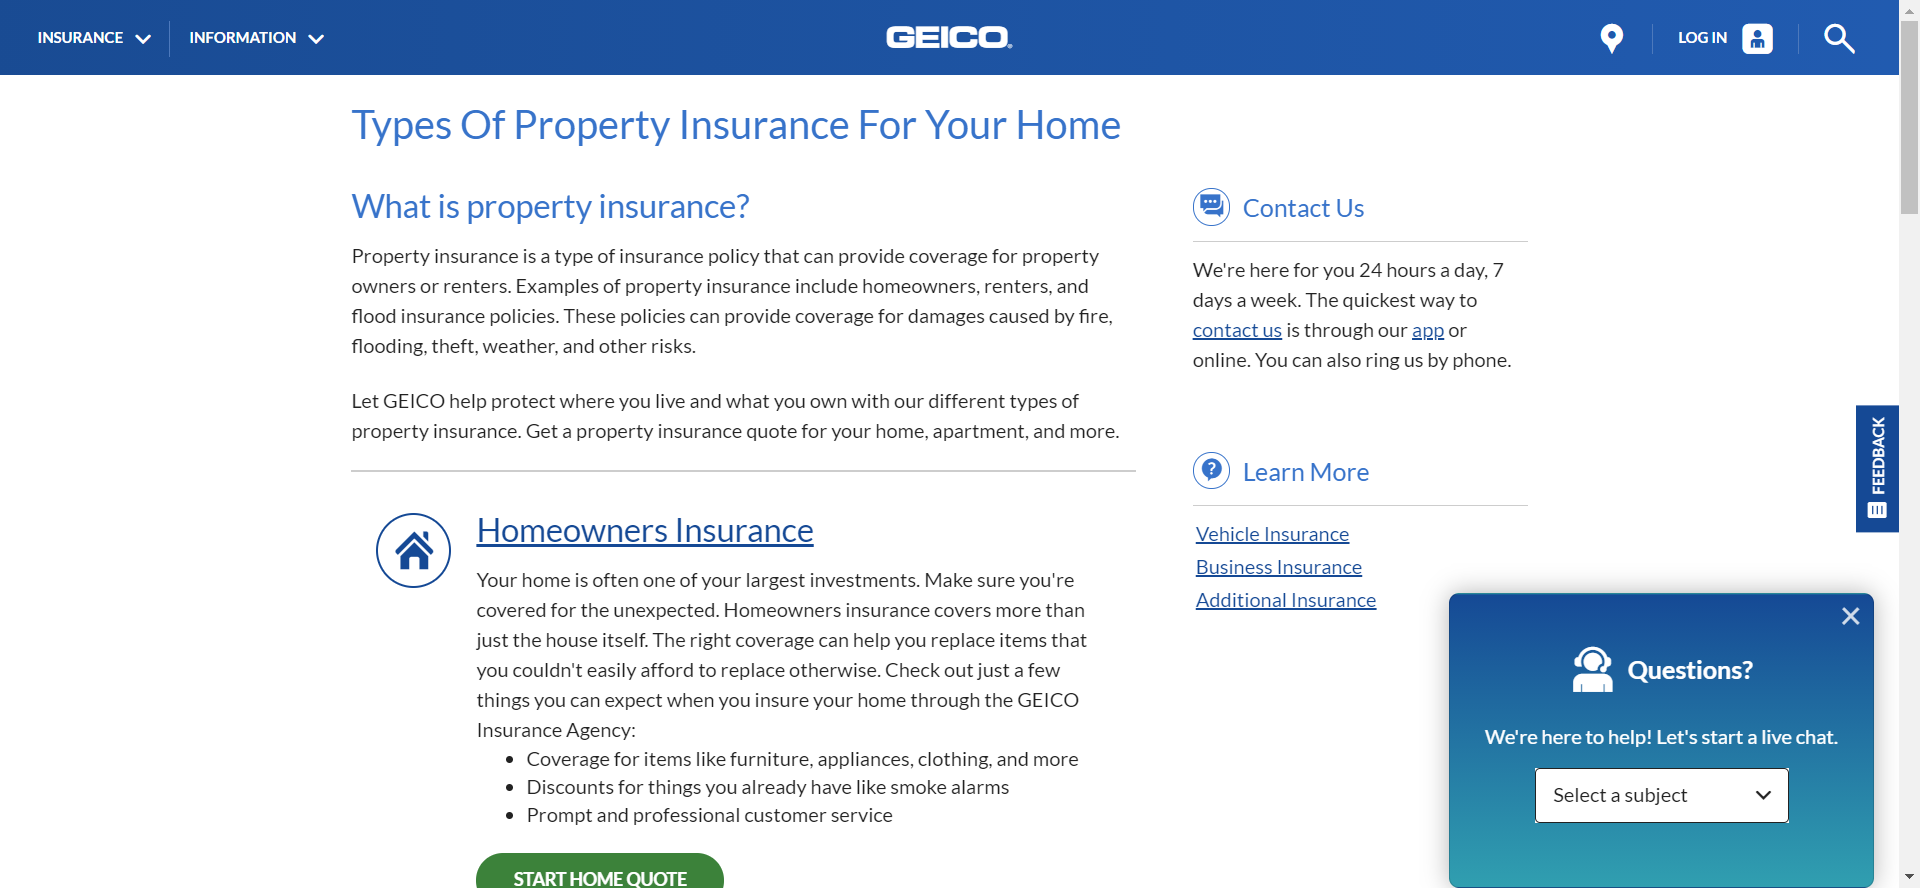 INSURANCE
INFORMATION
GEICO
LOG IN
Types Of Property Insurance For Your Home
What is property insurance?
Property insurance is a type of insurance policy that can provide coverage for property
owners or renters. Examples of property insurance include homeowners, renters, and
flood insurance policies. These policies can provide coverage for damages caused by fire,
flooding, theft, weather, and other risks.
Let GEICO help protect where you live and what you own with our different types of
property insurance. Get a property insurance quote for your home, apartment, and more.
Homeowners Insurance
Your home is often one of your largest investments. Make sure you're
covered for the unexpected. Homeowners insurance covers more than
just the house itself. The right coverage can help you replace items that
you couldn't easily afford to replace otherwise. Check out just a few
things you can expect when you insure your home through the GEICO
Insurance Agency:
• Coverage for items like furniture, appliances, clothing, and more
• Discounts for things you already have like smoke alarms
• Prompt and professional customer service
START HOME QUOTE
Contact Us
We're here for you 24 hours a day, 7
days a week. The quickest way to
contact us is through our app or
online. You can also ring us by phone.
Learn More
Vehicle Insurance
Business Insurance
Additional Insurance
FEEDBACK
Questions?
We're here to help! Let's start a live chat.
Select a subject